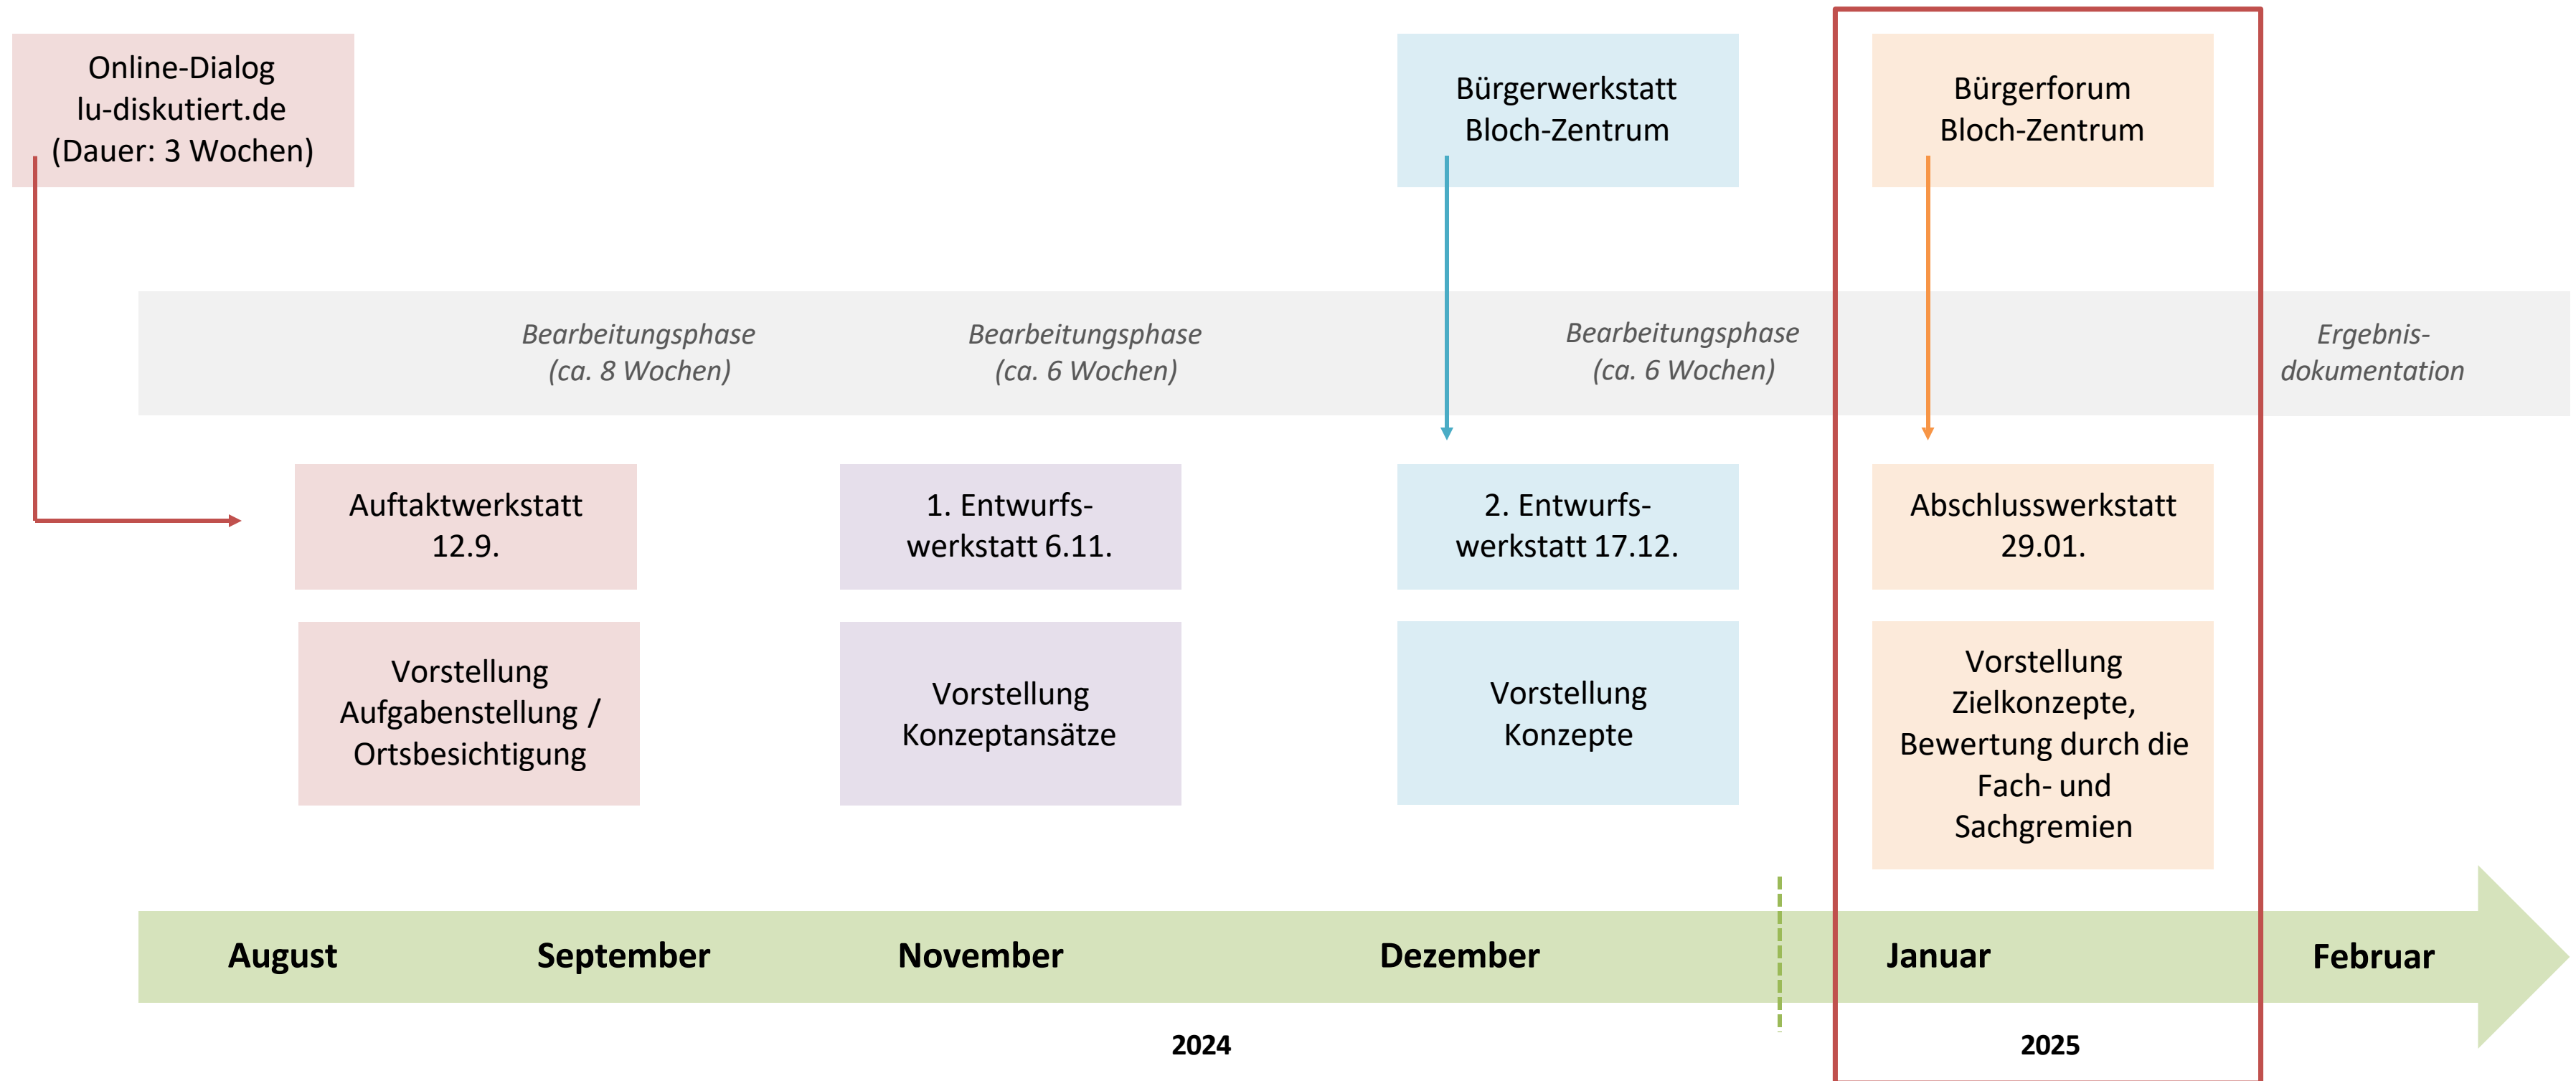 Online-Dialog
lu-diskutiert.de
(Dauer: 3 Wochen)
Bürgerwerkstatt
Bloch-Zentrum
Bürgerforum
Bloch-Zentrum
Bearbeitungsphase
(ca. 8 Wochen)
Bearbeitungsphase
(ca. 6 Wochen)
Bearbeitungsphase
(ca. 6 Wochen)
Ergebnis-
dokumentation
Auftaktwerkstatt
12.9.
1. Entwurfs-
werkstatt 6.11.
2. Entwurfs-
werkstatt 17.12.
Abschlusswerkstatt
29.01.
Vorstellung
Aufgabenstellung /
Ortsbesichtigung
Vorstellung
Konzeptansätze
Vorstellung
Konzepte
Vorstellung
Zielkonzepte,
Bewertung durch die
Fach- und
Sachgremien
August
September
November
Dezember
Januar
Februar
2024
2025